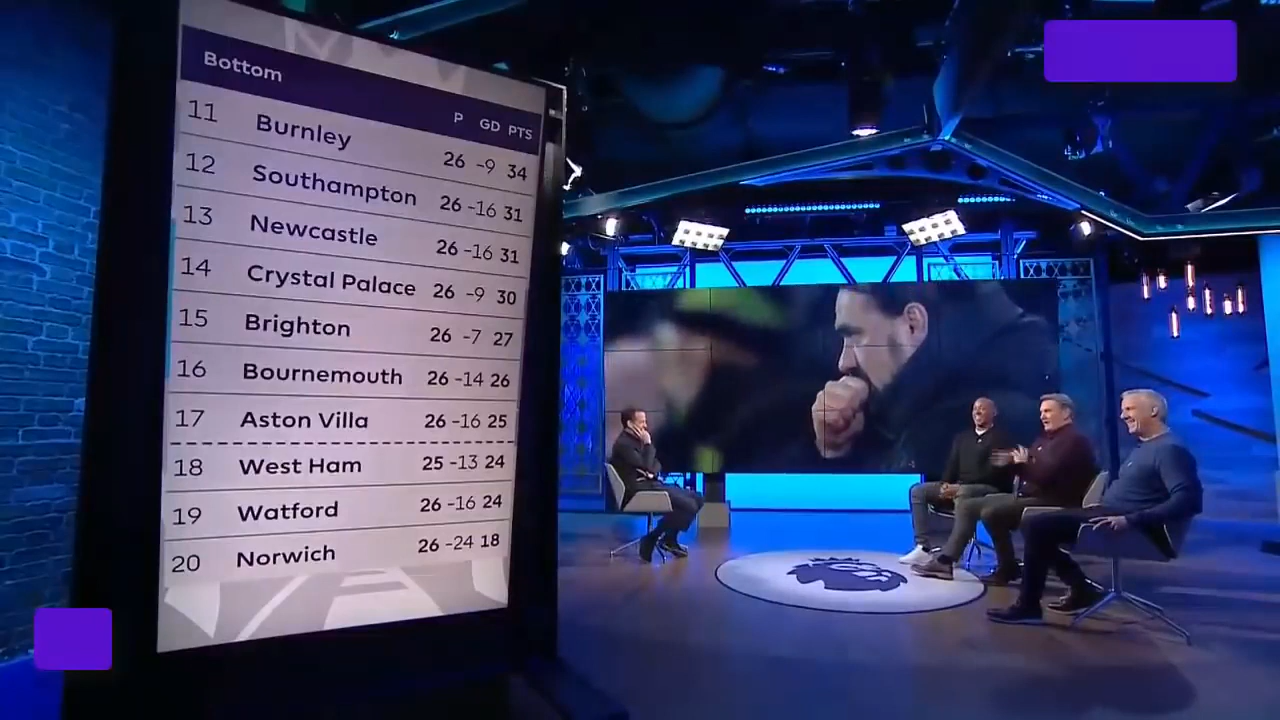 Bottom
P GD PTS
11 Burnley 26 -9 34
12 Southampton 26 -16 31
13 Newcastle 26 -16 31
14 Crystal Palace 26 -9 30
15 Brighton 26 -7 27
16 Bournemouth 26 -14 26
17 Aston Villa 26 -16 25
18 West Ham 25 -13 24
19 Watford 26 -16 24
20 Norwich 26 -24 18